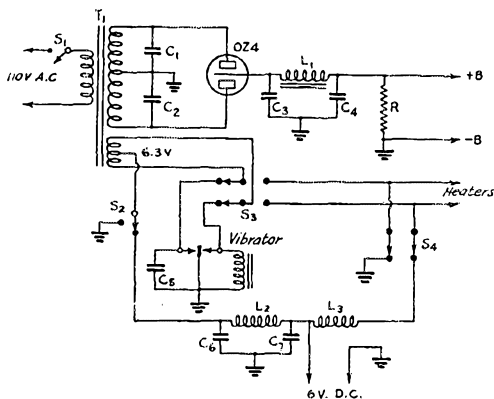 T1
S1
110V A.C
C1
C2
OZ4
L1
C3
C4
R
+B
-B
6.3V
Heaters
S2
S3
Vibrator
S4
C5
L2
L3
C6
C7
6V. D.C.